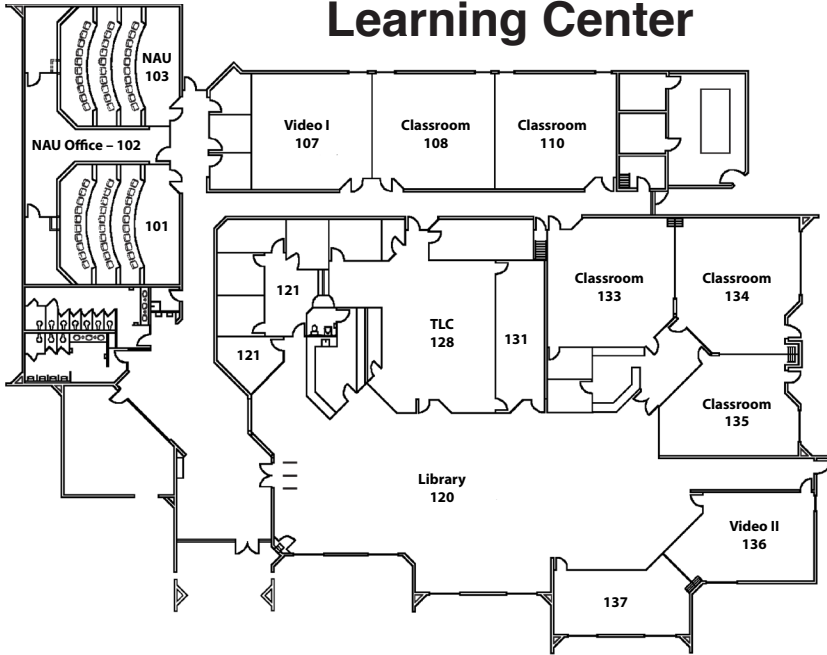 Learning Center
NAU
103
Video I
107
Classroom
108
Classroom
110
NAU Office – 102
101
121
121
TLC
128
131
Classroom
133
Classroom
134
Classroom
135
Library
120
Video II
136
137